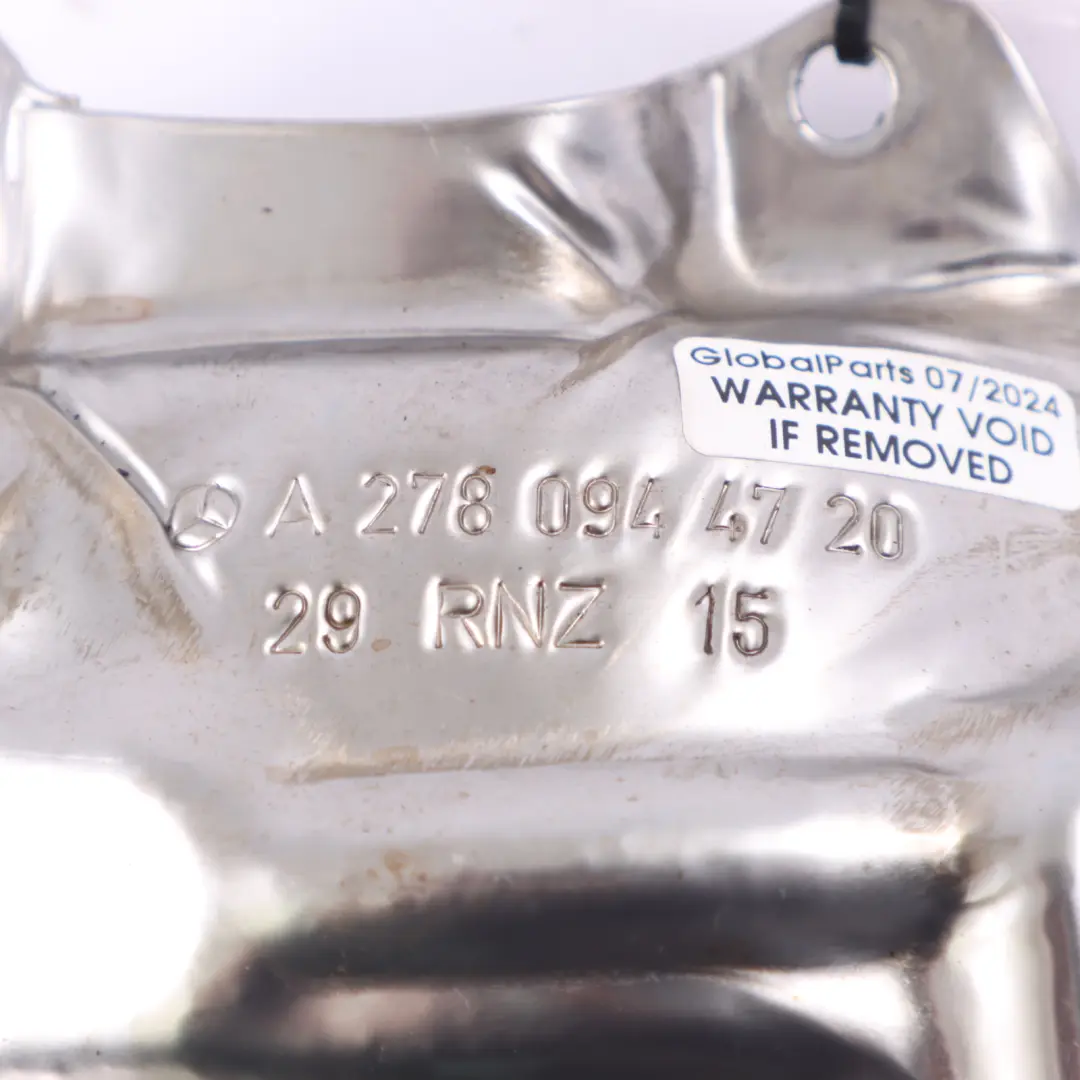 GlobalParts 07/2024
WARRANTY VOID
IF REMOVED
A 278 094 47 20
29 RNZ 15